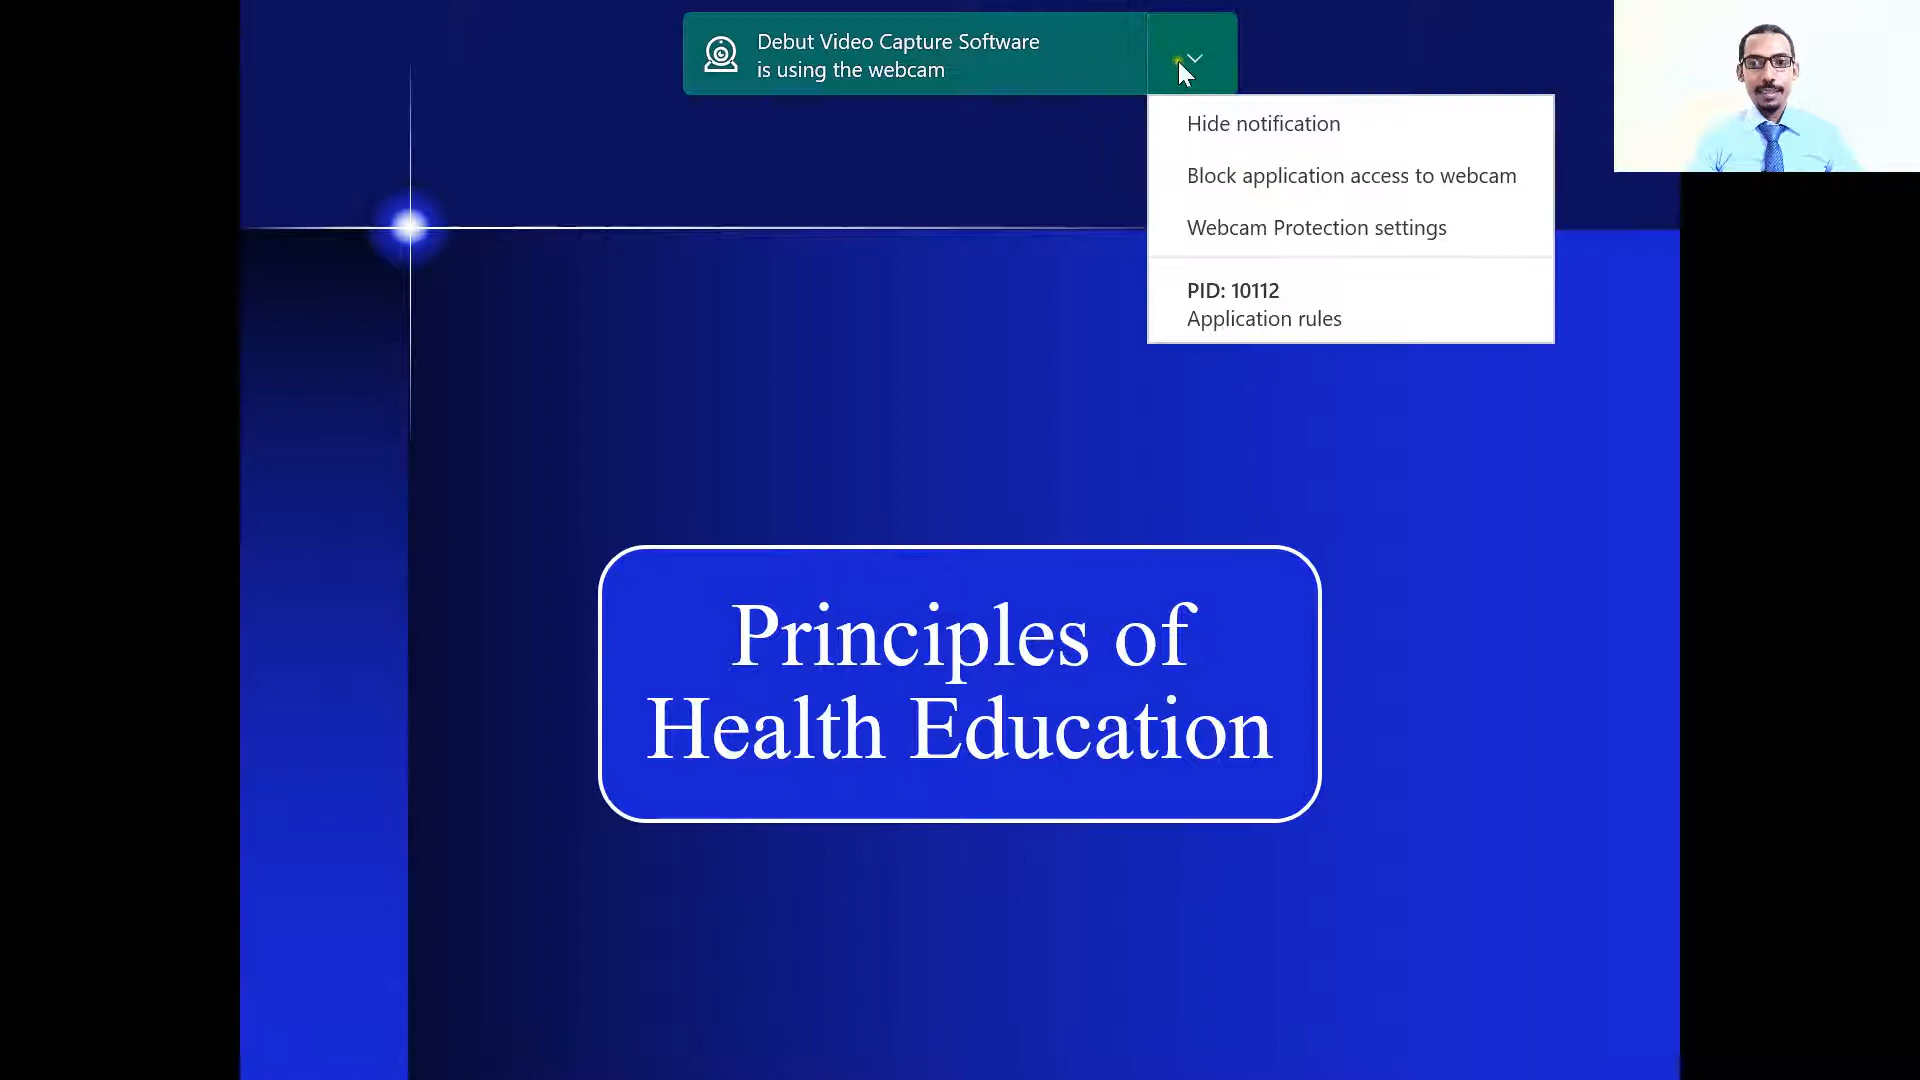 Debut Video Capture Software
is using the webcam
Hide notification
Block application access to webcam
Webcam Protection settings
PID: 10112
Application rules
Principles of
Health Education